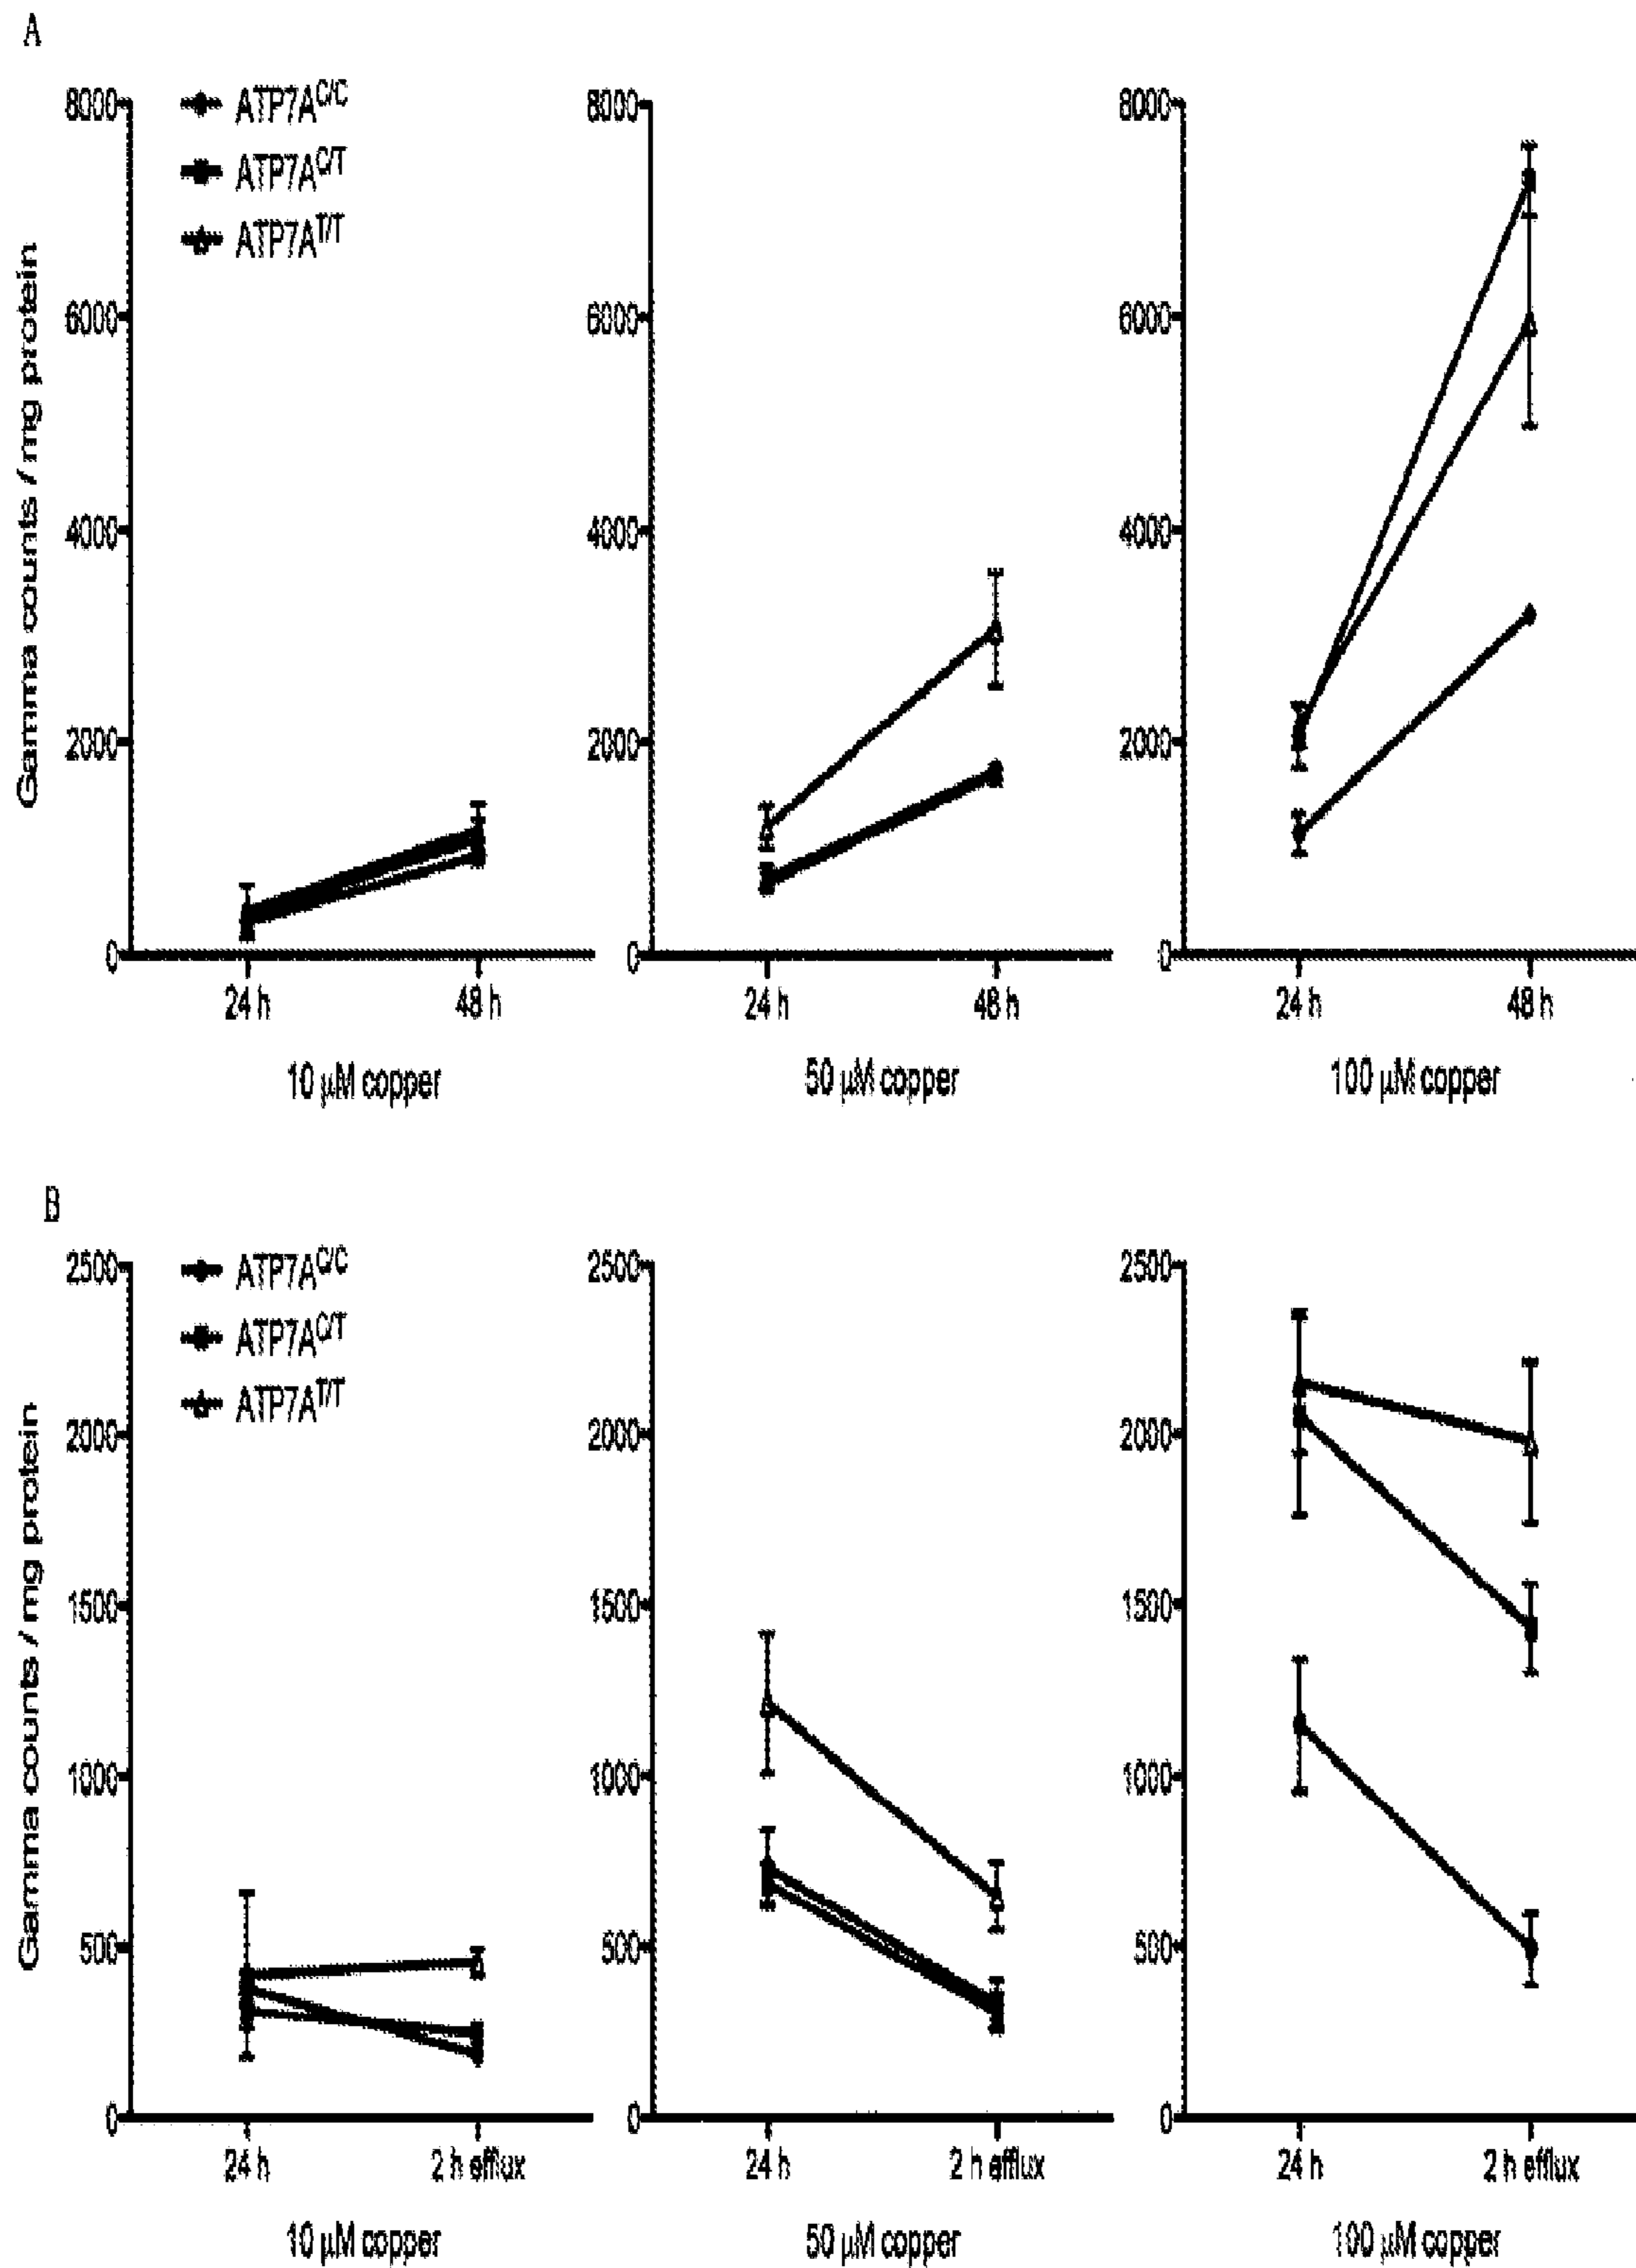 A
8000 8000 8000
ATP7A^C/C
ATP7A^C/T
ATP7A^T/T
6000 6000 6000
4000 4000 4000
2000 2000 2000
0 0 0
Gamma counts / mg protein
24 h 48 h 24 h 48 h 24 h 48 h
10 µM copper 50 µM copper 100 µM copper
B
2500 2500 2500
ATP7A^C/C
ATP7A^C/T
ATP7A^T/T
2000 2000 2000
1500 1500 1500
1000 1000 1000
500 500 500
0 0 0
Gamma counts / mg protein
24 h 2 h efflux 24 h 2 h efflux 24 h 2 h efflux
10 µM copper 50 µM copper 100 µM copper